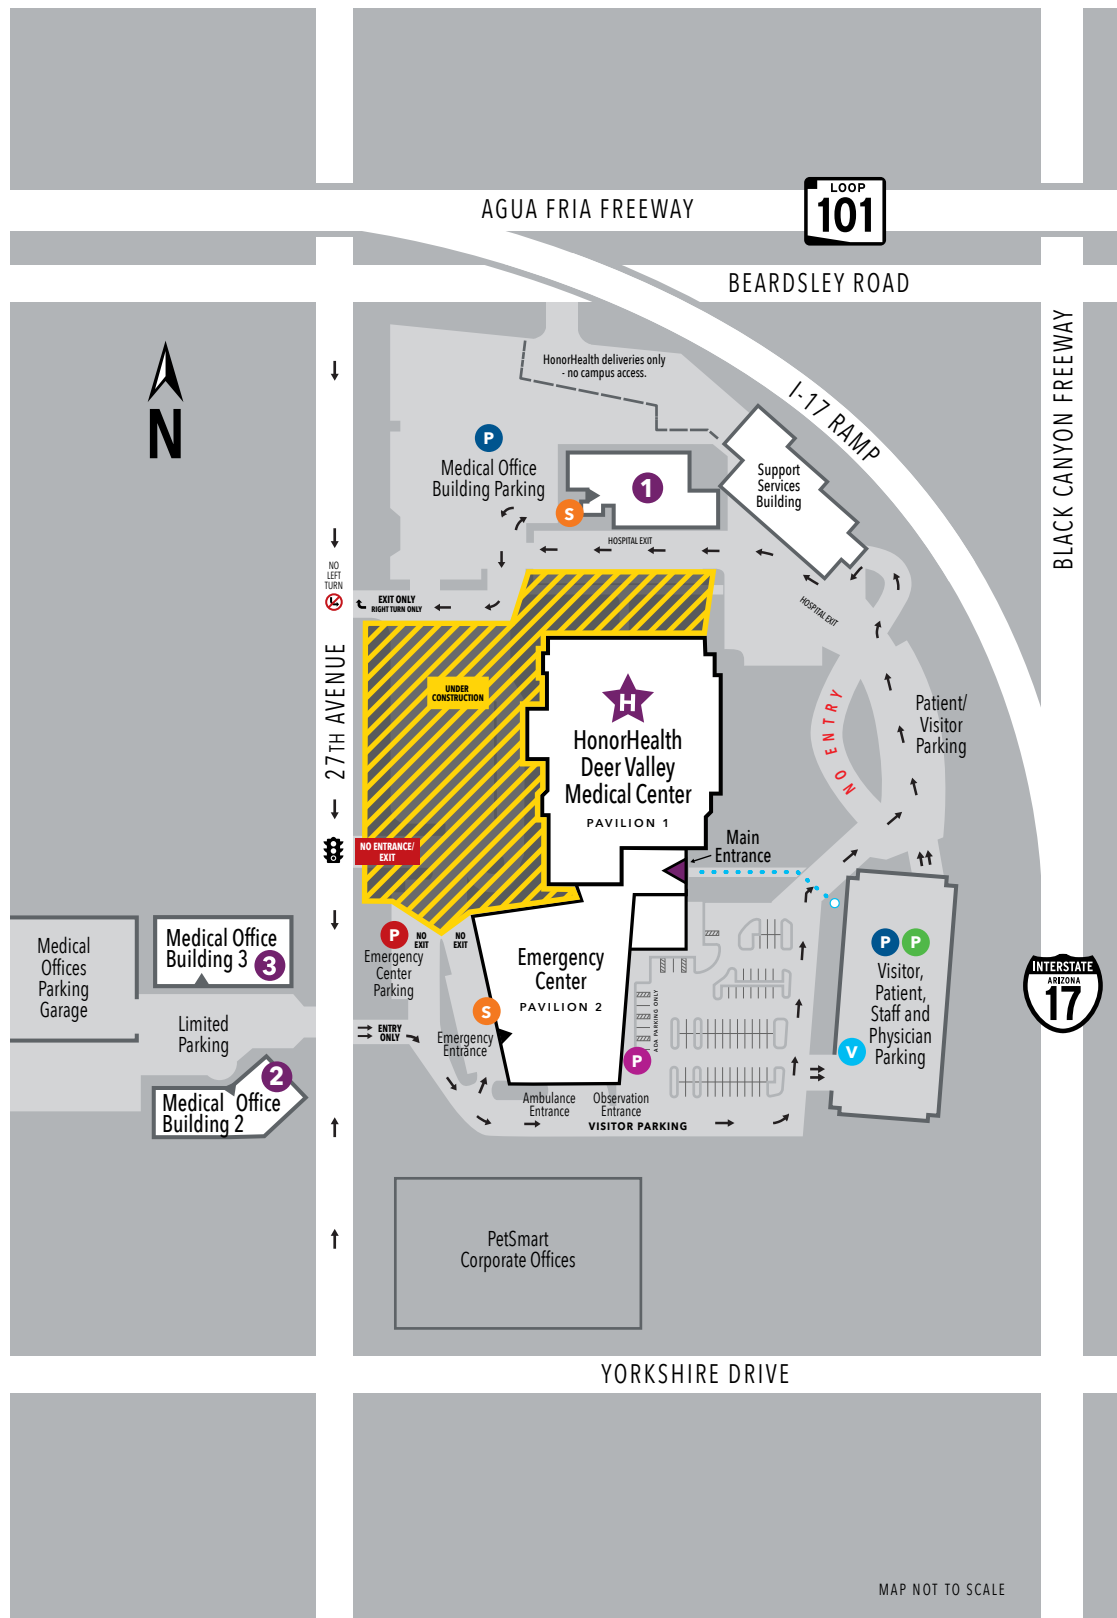 LOOP
101
AGUA FRIA FREEWAY
BEARDSLEY ROAD
BLACK CANYON FREEWAY
I-17 RAMP
N
HonorHealth deliveries only
- no campus access.
P
Medical Office
Building Parking
1
S
Support
Services
Building
HOSPITAL EXIT
NO
LEFT
TURN
EXIT ONLY
RIGHT TURN ONLY
HOSPITAL EXIT
27TH AVENUE
UNDER
CONSTRUCTION
H
HonorHealth
Deer Valley
Medical Center
PAVILION 1
NO ENTRY
Patient/
Visitor
Parking
Main
Entrance
NO ENTRANCE/
EXIT
Medical
Offices
Parking
Garage
Medical Office
Building 3
3
P
NO
EXIT
NO
EXIT
Emergency
Center
Parking
Emergency
Center
PAVILION 2
P
P
Visitor,
Patient,
Staff and
Physician
Parking
V
INTERSTATE
ARIZONA
17
Limited
Parking
ENTRY
ONLY
S
Emergency
Entrance
ADA PARKING ONLY
P
2
Medical Office
Building 2
Ambulance
Entrance
Observation
Entrance
VISITOR PARKING
PetSmart
Corporate Offices
YORKSHIRE DRIVE
MAP NOT TO SCALE